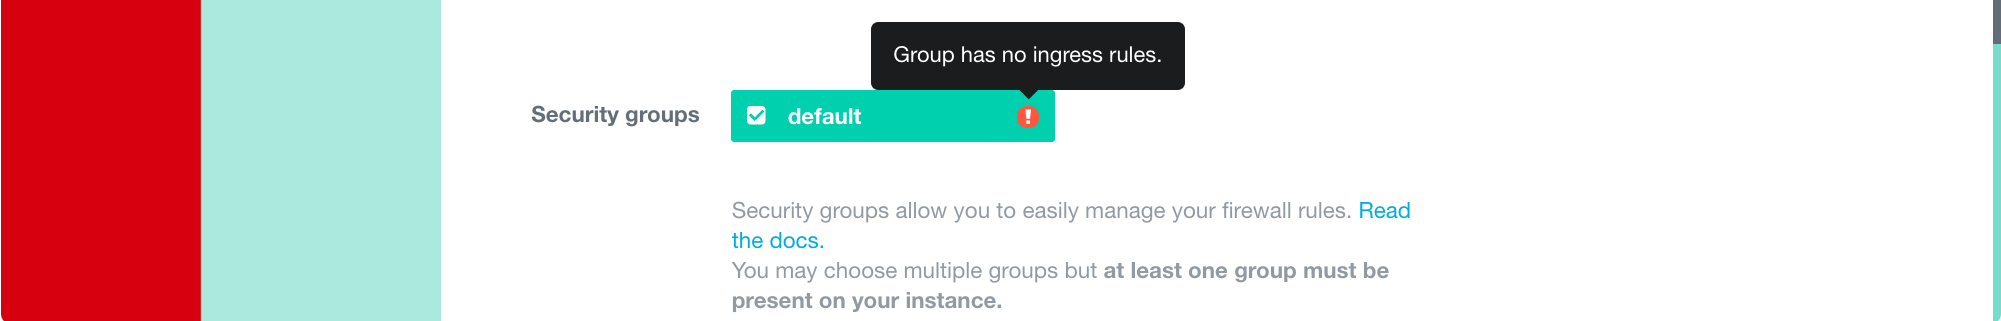 Group has no ingress rules.
Security groups
default
Security groups allow you to easily manage your firewall rules. Read
the docs.
You may choose multiple groups but at least one group must be
present on your instance.